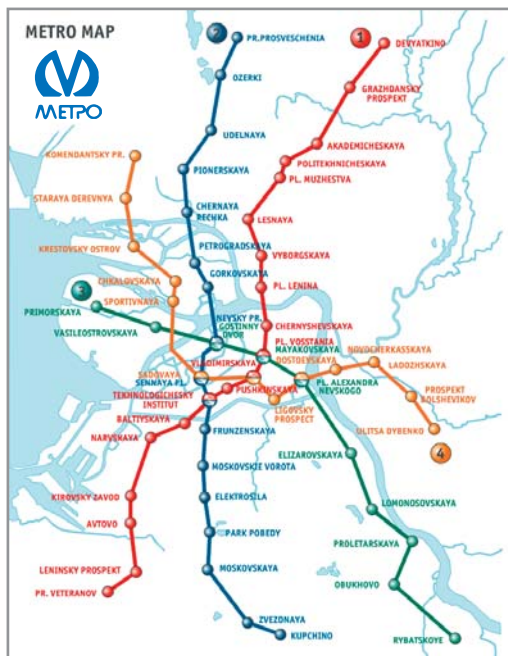 METRO MAP
2
1
PR.PROSVESCHENIA
DEVYATKINO
МЕТРО
OZERKI
GRAZHDANSKY
PROSPEKT
UDELNAYA
AKADEMICHESKAYA
KOMENDANTSKY PR.
POLITEKHNICHESKAYA
PIONERSKAYA
PL. MUZHESTVA
STARAYA DEREVNYA
CHERNAYA
RECHKA
LESNAYA
KRESTOVSKY OSTROV
PETROGRADSKAYA
VYBORGSKAYA
CHKALOVSKAYA
GORKOVSKAYA
PL. LENINA
3
SPORTIVNAYA
PRIMORSKAYA
NEVSKY PR.
CHERNYSHEVSKAYA
VASILEOSTROVSKAYA
GOSTINNY
DVOR
PL. VOSSTANIA
MAYAKOVSKAYA
NOVOCHERKASSKAYA
VLADIMIRSKAYA
DOSTOEVSKAYA
LADOZHSKAYA
SADOVAYA
SENNAYA PL.
PUSHKINSKAYA
PL. ALEXANDRA
NEVSKOGO
PROSPEKT
BOLSHEVIKOV
TEKHNOLOGICHESKY
INSTITUT
LIGOVSKY
PROSPECT
BALTIYSKAYA
ULITSA DYBENKO
4
NARVSKAYA
FRUNZENSKAYA
ELIZAROVSKAYA
MOSKOVSKIE VOROTA
KIROVSKY ZAVOD
ELEKTROSILA
LOMONOSOVSKAYA
AVTOVO
PARK POBEDY
PROLETARSKAYA
LENINSKY PROSPEKT
MOSKOVSKAYA
OBUKHOVO
PR. VETERANOV
ZVEZDNAYA
KUPCHINO
RYBATSKOYE